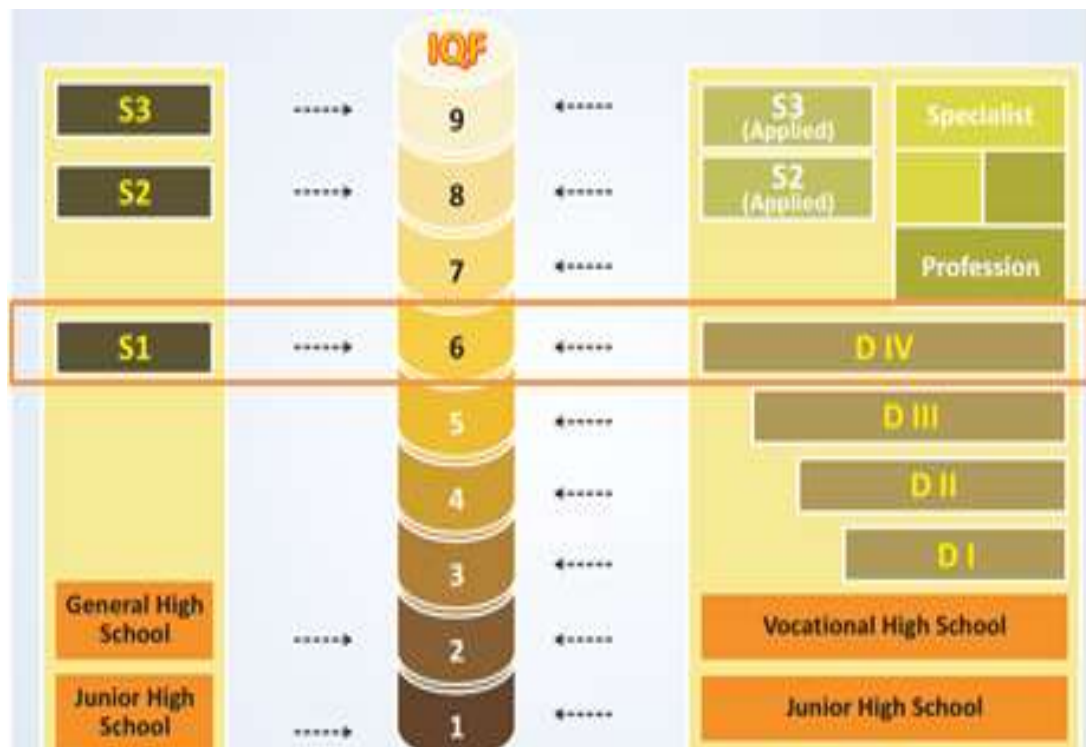 IQF
S3
9
S3
(Applied)
Specialist
S2
8
S2
(Applied)
7
Profession
S1
6
D IV
5
D III
4
D II
3
D I
General High
School
2
Vocational High School
Junior High
School
1
Junior High School